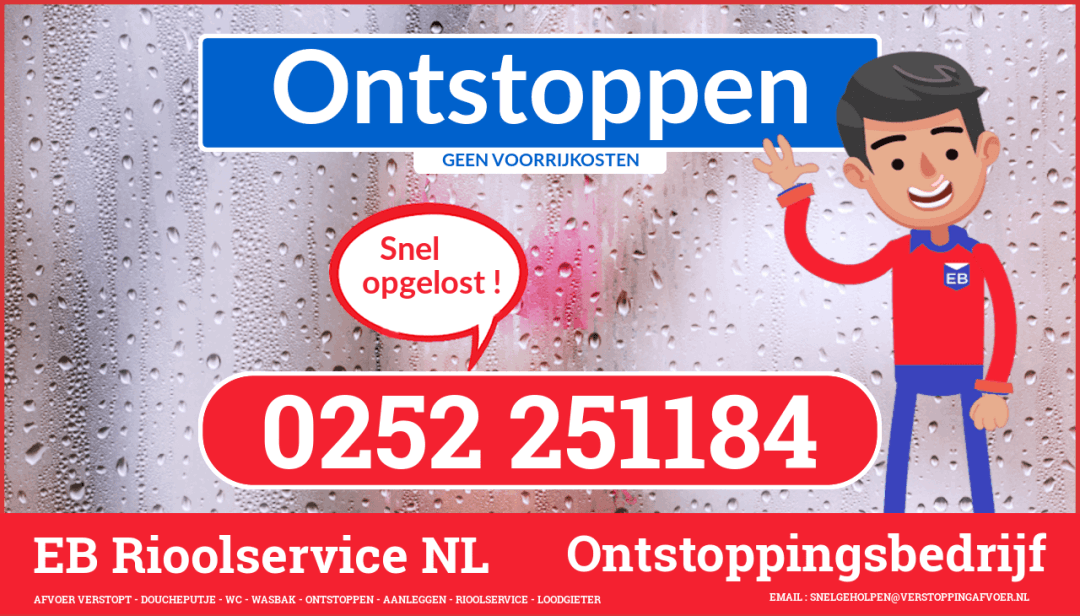 Ontstoppen
GEEN VOORRIJKOSTEN
Snel
opgelost !
EB
0252 251184
EB Rioolservice NL
Ontstoppingsbedrijf
AFVOER VERSTOPT - DOUCHEPUTJE - WC - WASBAK - ONTSTOPPEN - AANLEGGEN - RIOOLSERVICE - LOODGIETER
EMAIL : SNELGEHOLPEN@VERSTOPPINGAFVOER.NL